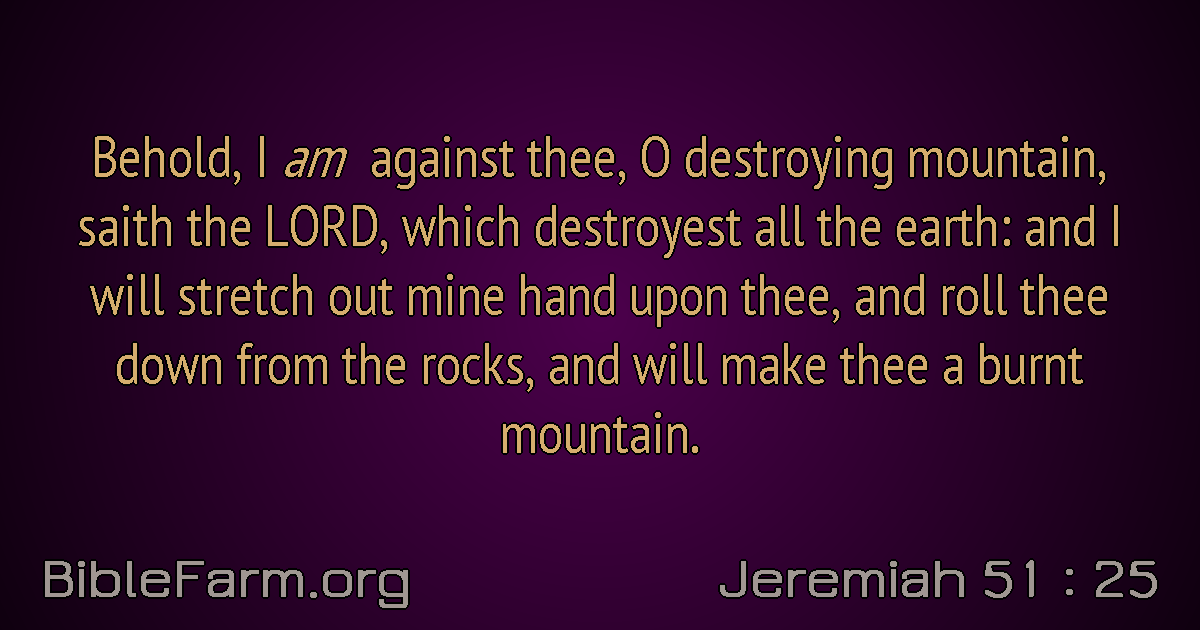 Behold, I am against thee, O destroying mountain,
saith the LORD, which destroyest all the earth: and I
will stretch out mine hand upon thee, and roll thee
down from the rocks, and will make thee a burnt
mountain.
BibleFarm.org
Jeremiah 51 : 25